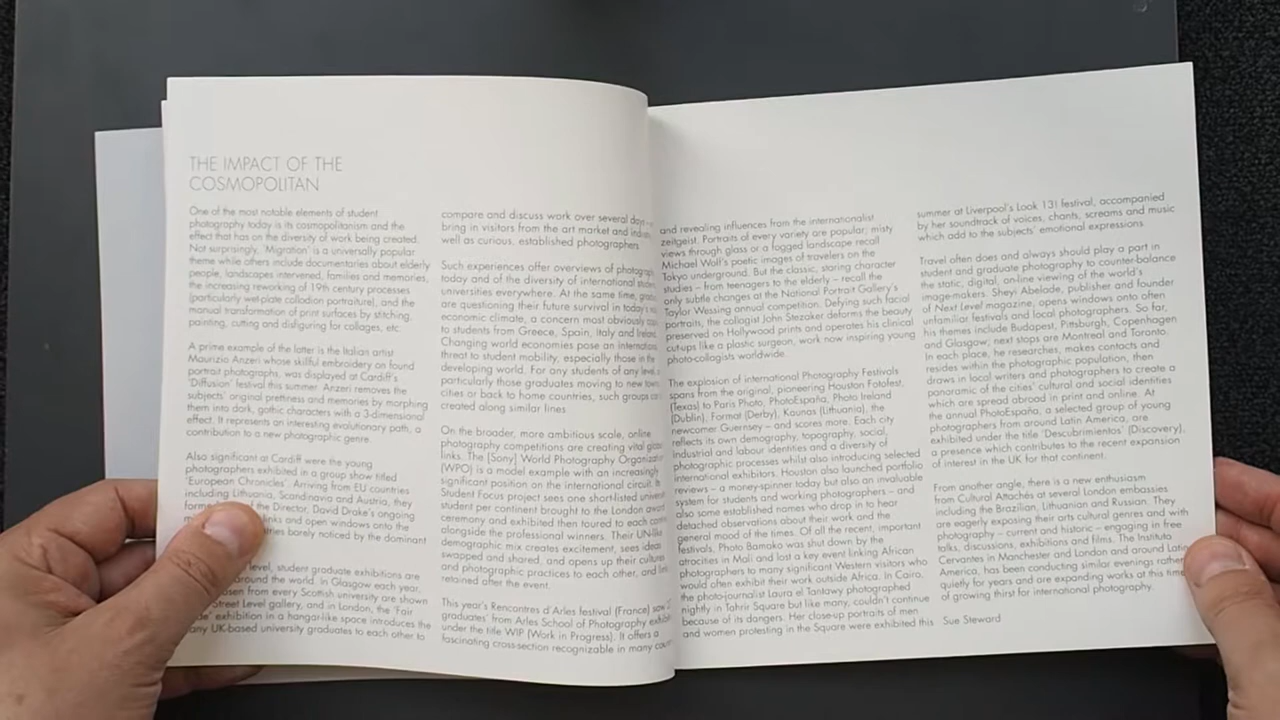 THE IMPACT OF THE
COSMOPOLITAN
One of the most notable elements of student
photography today is its cosmopolitanism and the
effect that has on the diversity of work being created.
Not surprisingly, 'Migration' is a universally popular
theme while others include documentaries about elderly
people, landscapes intervened, families and memories,
the increasing reworking of 19th century processes
(particularly wet-plate collodion portraiture), and the
manual transformation of print surfaces by stitching,
painting, cutting and disfiguring for collages, etc.
A prime example of the latter is the Italian artist
Maurizio Anzeri whose skillful embroidery on found
portrait photographs, was displayed at Cardiff's
'Diffusion' festival this summer. Anzeri removes the
subjects' original prettiness and memories by morphing
them into dark, gothic characters with a 3-dimensional
effect. It represents an interesting evolutionary path, a
contribution to a new photographic genre.
Also significant at Cardiff were the young
photographers exhibited in a group show titled
'European Chronicles'. Arriving from EU countries
including Lithuania, Scandinavia and Austria, they
of the Director, David Drake's ongoing
links and open windows onto the
barely noticed by the dominant
level, student graduate exhibitions are
around the world. In Glasgow each year,
from every Scottish university are shown
Street Level gallery, and in London, the 'Fair
exhibition in a hangar-like space introduces the
UK-based university graduates to each other to
compare and discuss work over several days
bring in visitors from the art market and
well as curious, established photographers.
Such experiences offer overviews of
today and of the diversity of international
universities everywhere. At the same time,
are questioning their future survival in today's
economic climate, a concern most obviously
to students from Greece, Spain, Italy and Ireland.
Changing world economies pose an international
threat to student mobility, especially those in the
developing world. For any students of any level,
particularly those graduates moving to new
cities or back to home countries, such groups
created along similar lines.
On the broader, more ambitious scale, online
photography competitions are creating vital
links. The [Sony] World Photography Organization
(WPO) is a model example with an increasingly
significant position on the international circuit. Its
Student Focus project sees one short-listed
student per continent brought to the London
ceremony and exhibited then toured to each
alongside the professional winners. Their UN-like
demographic mix creates excitement, sees ideas
swapped and shared, and opens up their cultures
and photographic practices to each other, and
retained after the event.
This year's Rencontres d'Arles festival (France) saw
graduates' from Arles School of Photography
under the title WIP (Work in Progress). It offers a
fascinating cross-section recognizable in many
and revealing influences from the internationalist
zeitgeist. Portraits of every variety are popular; misty
views through glass or a fogged landscape recall
Michael Wolf's poetic images of travelers on the
Tokyo underground. But the classic, staring character
studies – from teenagers to the elderly – recall the
only subtle changes at the National Portrait Gallery's
Taylor Wessing annual competition. Defying such facial
portraits, the collagist John Stezaker deforms the beauty
preserved on Hollywood prints and operates his clinical
cut-ups like a plastic surgeon, work now inspiring young
photo-collagists worldwide.
The explosion of international Photography Festivals
spans from the original, pioneering Houston Fotofest,
(Texas) to Paris Photo, PhotoEspaña, Photo Ireland
(Dublin), Format (Derby), Kaunas (Lithuania), the
newcomer Guernsey – and scores more. Each city
reflects its own demography, topography, social,
industrial and labour identities and a diversity of
photographic processes whilst also introducing selected
international exhibitors. Houston also launched portfolio
reviews – a money-spinner today but also an invaluable
system for students and working photographers – and
also some established names who drop in to hear
detached observations about their work and the
general mood of the times. Of all the recent, important
festivals, Photo Bamako was shut down by the
atrocities in Mali and lost a key event linking African
photographers to many significant Western visitors who
would often exhibit their work outside Africa. In Cairo,
the photo-journalist Laura el Tantawy photographed
nightly in Tahrir Square but like many, couldn't continue
because of its dangers. Her close-up portraits of men
and women protesting in the Square were exhibited this
summer at Liverpool's Look 13! festival, accompanied
by her soundtrack of voices, chants, screams and music
which add to the subjects' emotional expressions.
Travel often does and always should play a part in
student and graduate photography to counter-balance
the static, digital, on-line viewing of the world's
image-makers. Sheyi Abelade, publisher and founder
of Next Level magazine, opens windows onto often
unfamiliar festivals and local photographers. So far,
his themes include Budapest, Pittsburgh, Copenhagen
and Glasgow; next stops are Montreal and Toronto.
In each place, he researches, makes contacts and
resides within the photographic population, then
draws in local writers and photographers to create a
panoramic of the cities' cultural and social identities
which are spread abroad in print and online. At
the annual PhotoEspaña, a selected group of young
photographers from around Latin America, are
exhibited under the title 'Descubrimientos' (Discovery),
a presence which contributes to the recent expansion
of interest in the UK for that continent.
From another angle, there is a new enthusiasm
from Cultural Attachés at several London embassies
including the Brazilian, Lithuanian and Russian. They
are eagerly exposing their arts cultural genres and with
photography – current and historic – engaging in free
talks, discussions, exhibitions and films. The Instituto
Cervantes in Manchester and London and around Latin
America, has been conducting similar evenings rather
quietly for years and are expanding works at this time
of growing thirst for international photography.
Sue Steward